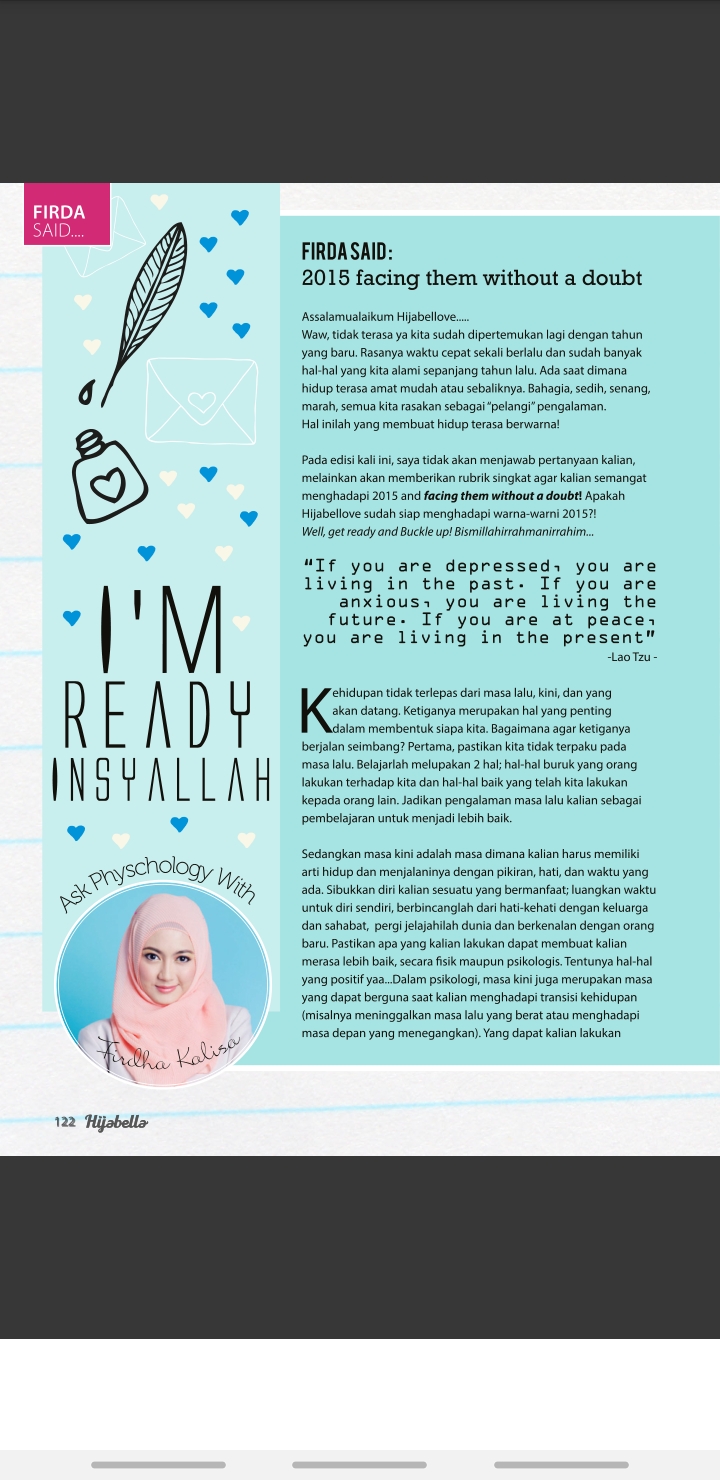 FIRDA
SAID....
I'M
READY
INSYALLAH
Ask Physchology With
Firdha Kalisa
FIRDA SAID:
2015 facing them without a doubt
Assalamualaikum Hijabellove.....
Waw, tidak terasa ya kita sudah dipertemukan lagi dengan tahun
yang baru. Rasanya waktu cepat sekali berlalu dan sudah banyak
hal-hal yang kita alami sepanjang tahun lalu. Ada saat dimana
hidup terasa amat mudah atau sebaliknya. Bahagia, sedih, senang,
marah, semua kita rasakan sebagai "pelangi" pengalaman.
Hal inilah yang membuat hidup terasa berwarna!
Pada edisi kali ini, saya tidak akan menjawab pertanyaan kalian,
melainkan akan memberikan rubrik singkat agar kalian semangat
menghadapi 2015 and facing them without a doubt! Apakah
Hijabellove sudah siap menghadapi warna-warni 2015?!
Well, get ready and Buckle up! Bismillahirrahmanirrahim...
"If you are depressed, you are
living in the past. If you are
anxious, you are living the
future. If you are at peace,
you are living in the present"
-Lao Tzu -
Kehidupan tidak terlepas dari masa lalu, kini, dan yang
akan datang. Ketiganya merupakan hal yang penting
dalam membentuk siapa kita. Bagaimana agar ketiganya
berjalan seimbang? Pertama, pastikan kita tidak terpaku pada
masa lalu. Belajarlah melupakan 2 hal; hal-hal buruk yang orang
lakukan terhadap kita dan hal-hal baik yang telah kita lakukan
kepada orang lain. Jadikan pengalaman masa lalu kalian sebagai
pembelajaran untuk menjadi lebih baik.
Sedangkan masa kini adalah masa dimana kalian harus memiliki
arti hidup dan menjalaninya dengan pikiran, hati, dan waktu yang
ada. Sibukkan diri kalian sesuatu yang bermanfaat; luangkan waktu
untuk diri sendiri, berbincanglah dari hati-kehati dengan keluarga
dan sahabat, pergi jelajahilah dunia dan berkenalan dengan orang
baru. Pastikan apa yang kalian lakukan dapat membuat kalian
merasa lebih baik, secara fisik maupun psikologis. Tentunya hal-hal
yang positif yaa...Dalam psikologi, masa kini juga merupakan masa
yang dapat berguna saat kalian menghadapi transisi kehidupan
(misalnya meninggalkan masa lalu yang berat atau menghadapi
masa depan yang menegangkan). Yang dapat kalian lakukan
122 Hijabella